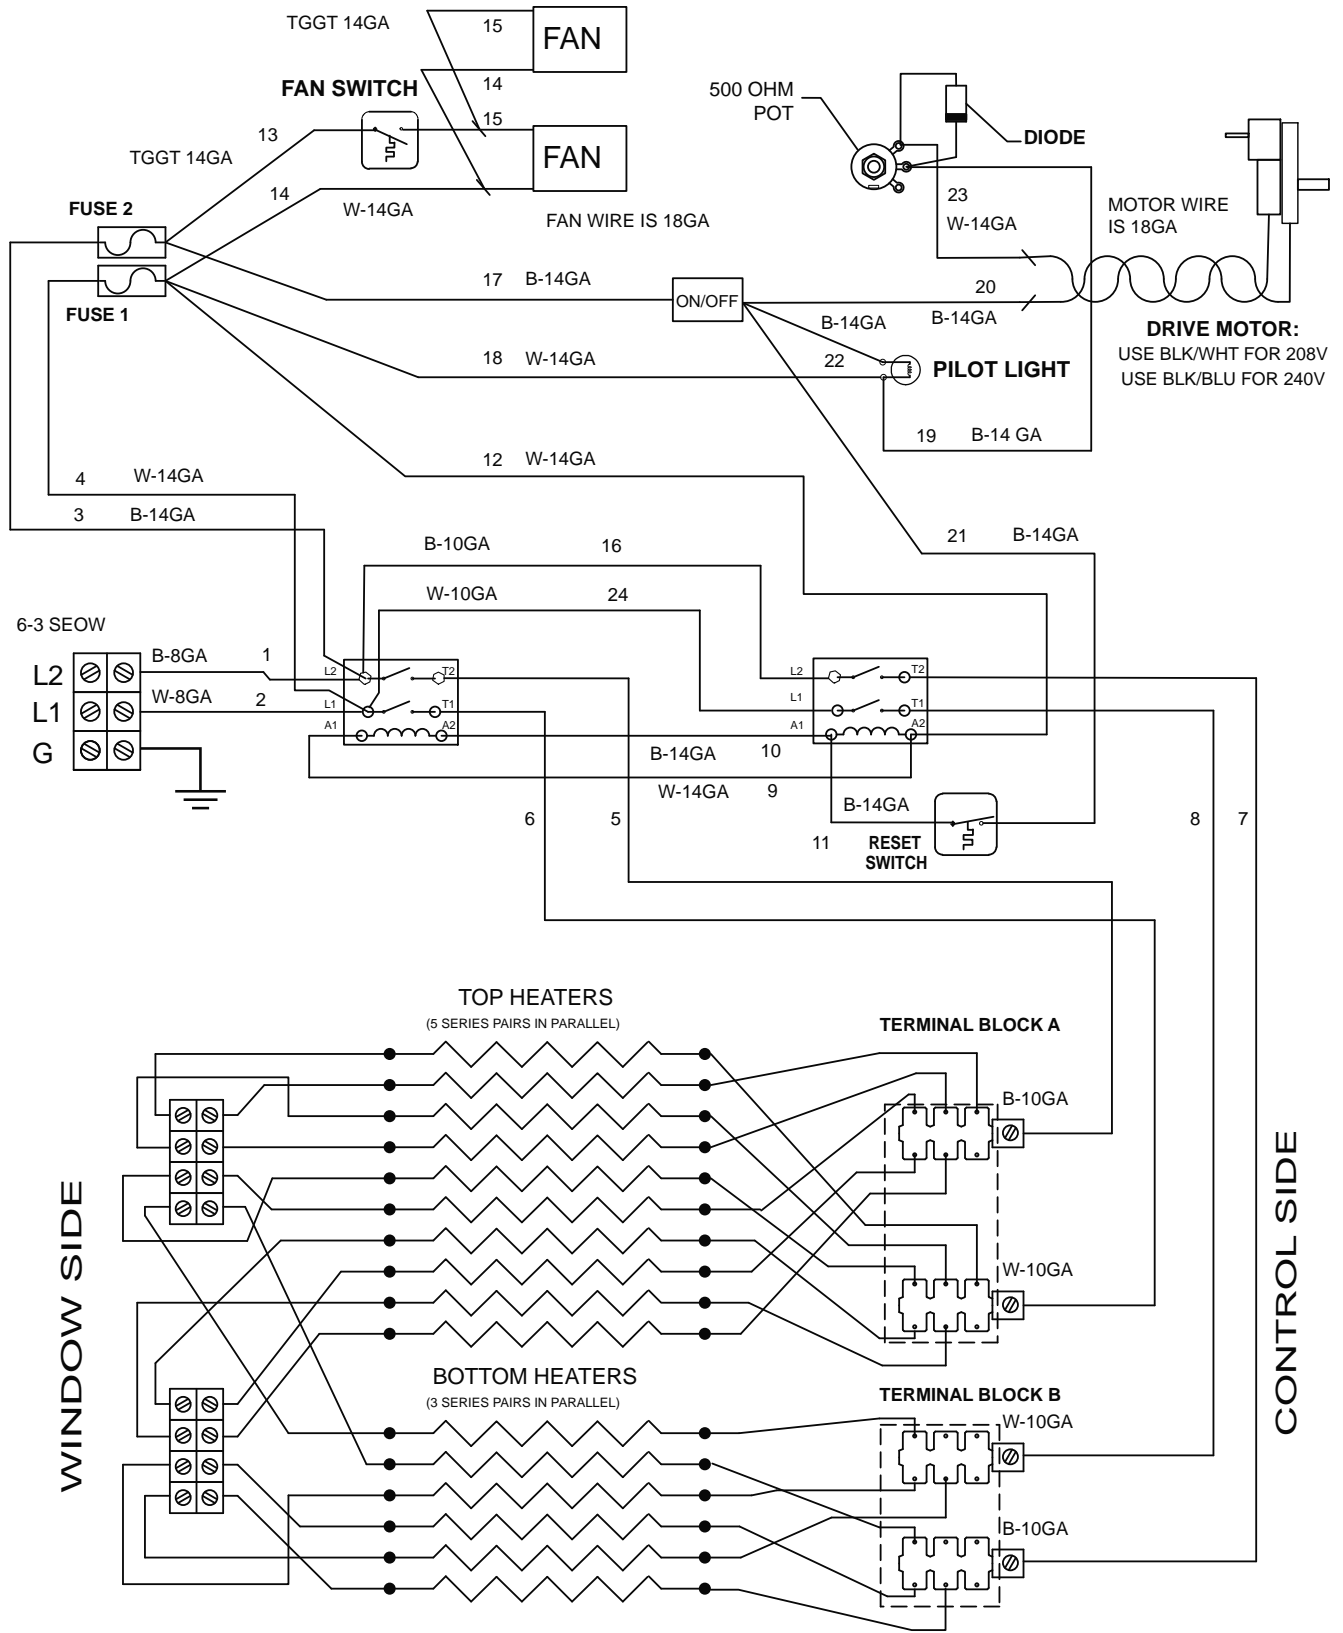 TGGT 14GA
15
FAN
14
FAN SWITCH
15
13
FAN
TGGT 14GA
14
W-14GA
FAN WIRE IS 18GA
500 OHM
POT
DIODE
23
W-14GA
MOTOR WIRE
IS 18GA
FUSE 2
FUSE 1
17 B-14GA
ON/OFF
20
B-14GA
B-14GA
22
DRIVE MOTOR:
USE BLK/WHT FOR 208V
USE BLK/BLU FOR 240V
18 W-14GA
PILOT LIGHT
19 B-14 GA
12 W-14GA
4 W-14GA
3 B-14GA
21 B-14GA
B-10GA 16
W-10GA 24
6-3 SEOW
L2
B-8GA 1
L1
W-8GA 2
G
L2
T2
L1
T1
A1
A2
L2
T2
L1
T1
A1
A2
B-14GA 10
W-14GA 9
B-14GA
11
RESET
SWITCH
6
5
8
7
TOP HEATERS
(5 SERIES PAIRS IN PARALLEL)
TERMINAL BLOCK A
B-10GA
W-10GA
WINDOW SIDE
CONTROL SIDE
BOTTOM HEATERS
(3 SERIES PAIRS IN PARALLEL)
TERMINAL BLOCK B
W-10GA
B-10GA